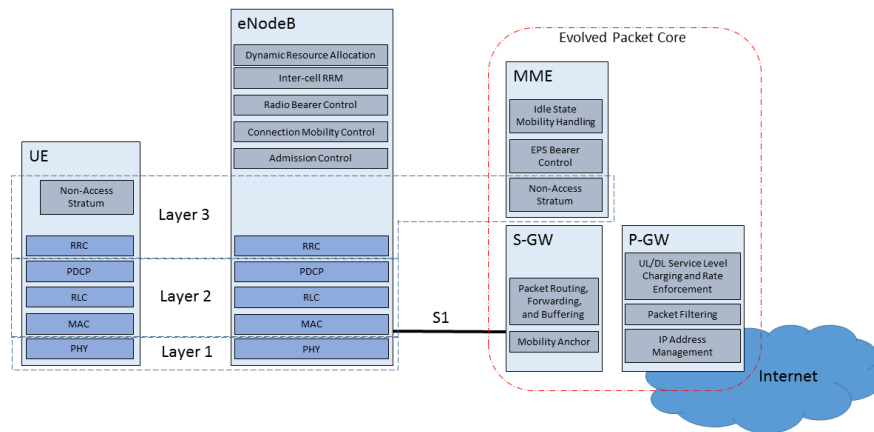 eNodeB
Dynamic Resource Allocation
Inter-cell RRM
Radio Bearer Control
Connection Mobility Control
Admission Control
RRC
PDCP
RLC
MAC
PHY
UE
Non-Access
Stratum
RRC
PDCP
RLC
MAC
PHY
Layer 3
Layer 2
Layer 1
S1
Evolved Packet Core
MME
Idle State
Mobility Handling
EPS Bearer
Control
Non-Access
Stratum
S-GW
Packet Routing,
Forwarding,
and Buffering
Mobility Anchor
P-GW
UL/DL Service Level
Charging and Rate
Enforcement
Packet Filtering
IP Address
Management
Internet